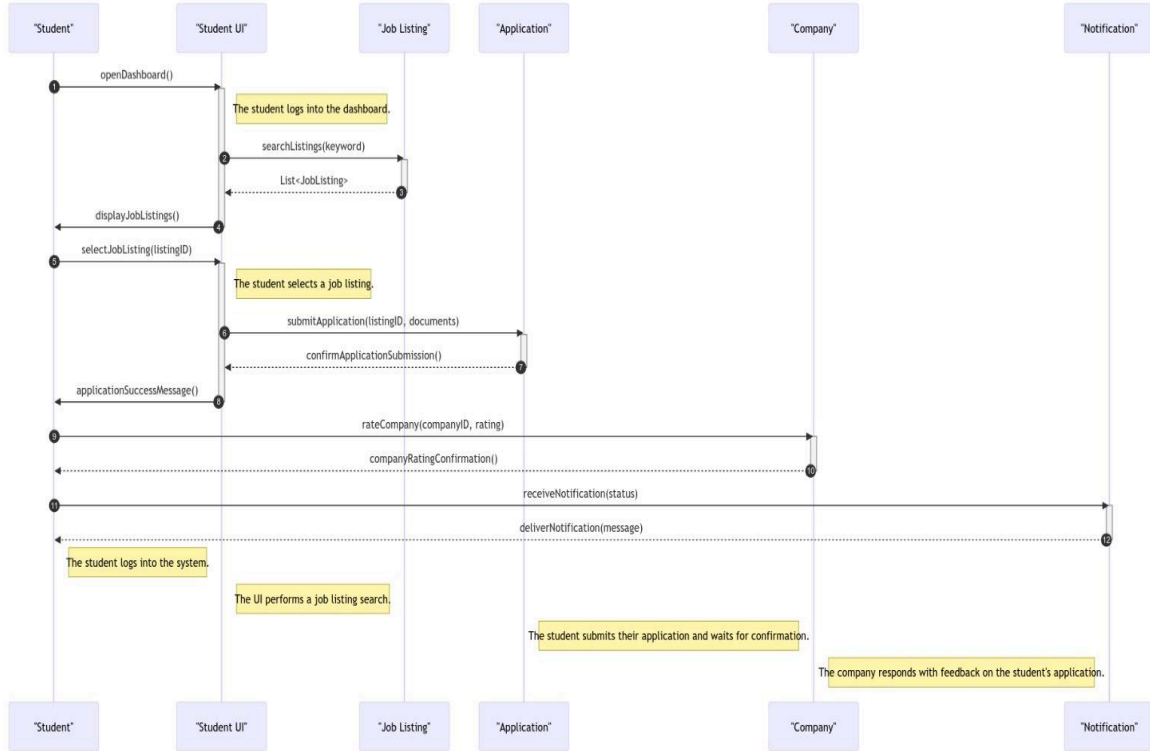 "Student" "Student UI" "Job Listing" "Application" "Company" "Notification"
openDashboard()
1
The student logs into the dashboard.
searchListings(keyword)
2
List<JobListing>
3
displayJobListings()
4
selectJobListing(listingID)
5
The student selects a job listing.
submitApplication(listingID, documents)
6
confirmApplicationSubmission()
7
applicationSuccessMessage()
8
rateCompany(companyID, rating)
9
companyRatingConfirmation()
10
receiveNotification(status)
11
deliverNotification(message)
12
The student logs into the system.
The UI performs a job listing search.
The student submits their application and waits for confirmation.
The company responds with feedback on the student's application.
"Student" "Student UI" "Job Listing" "Application" "Company" "Notification"